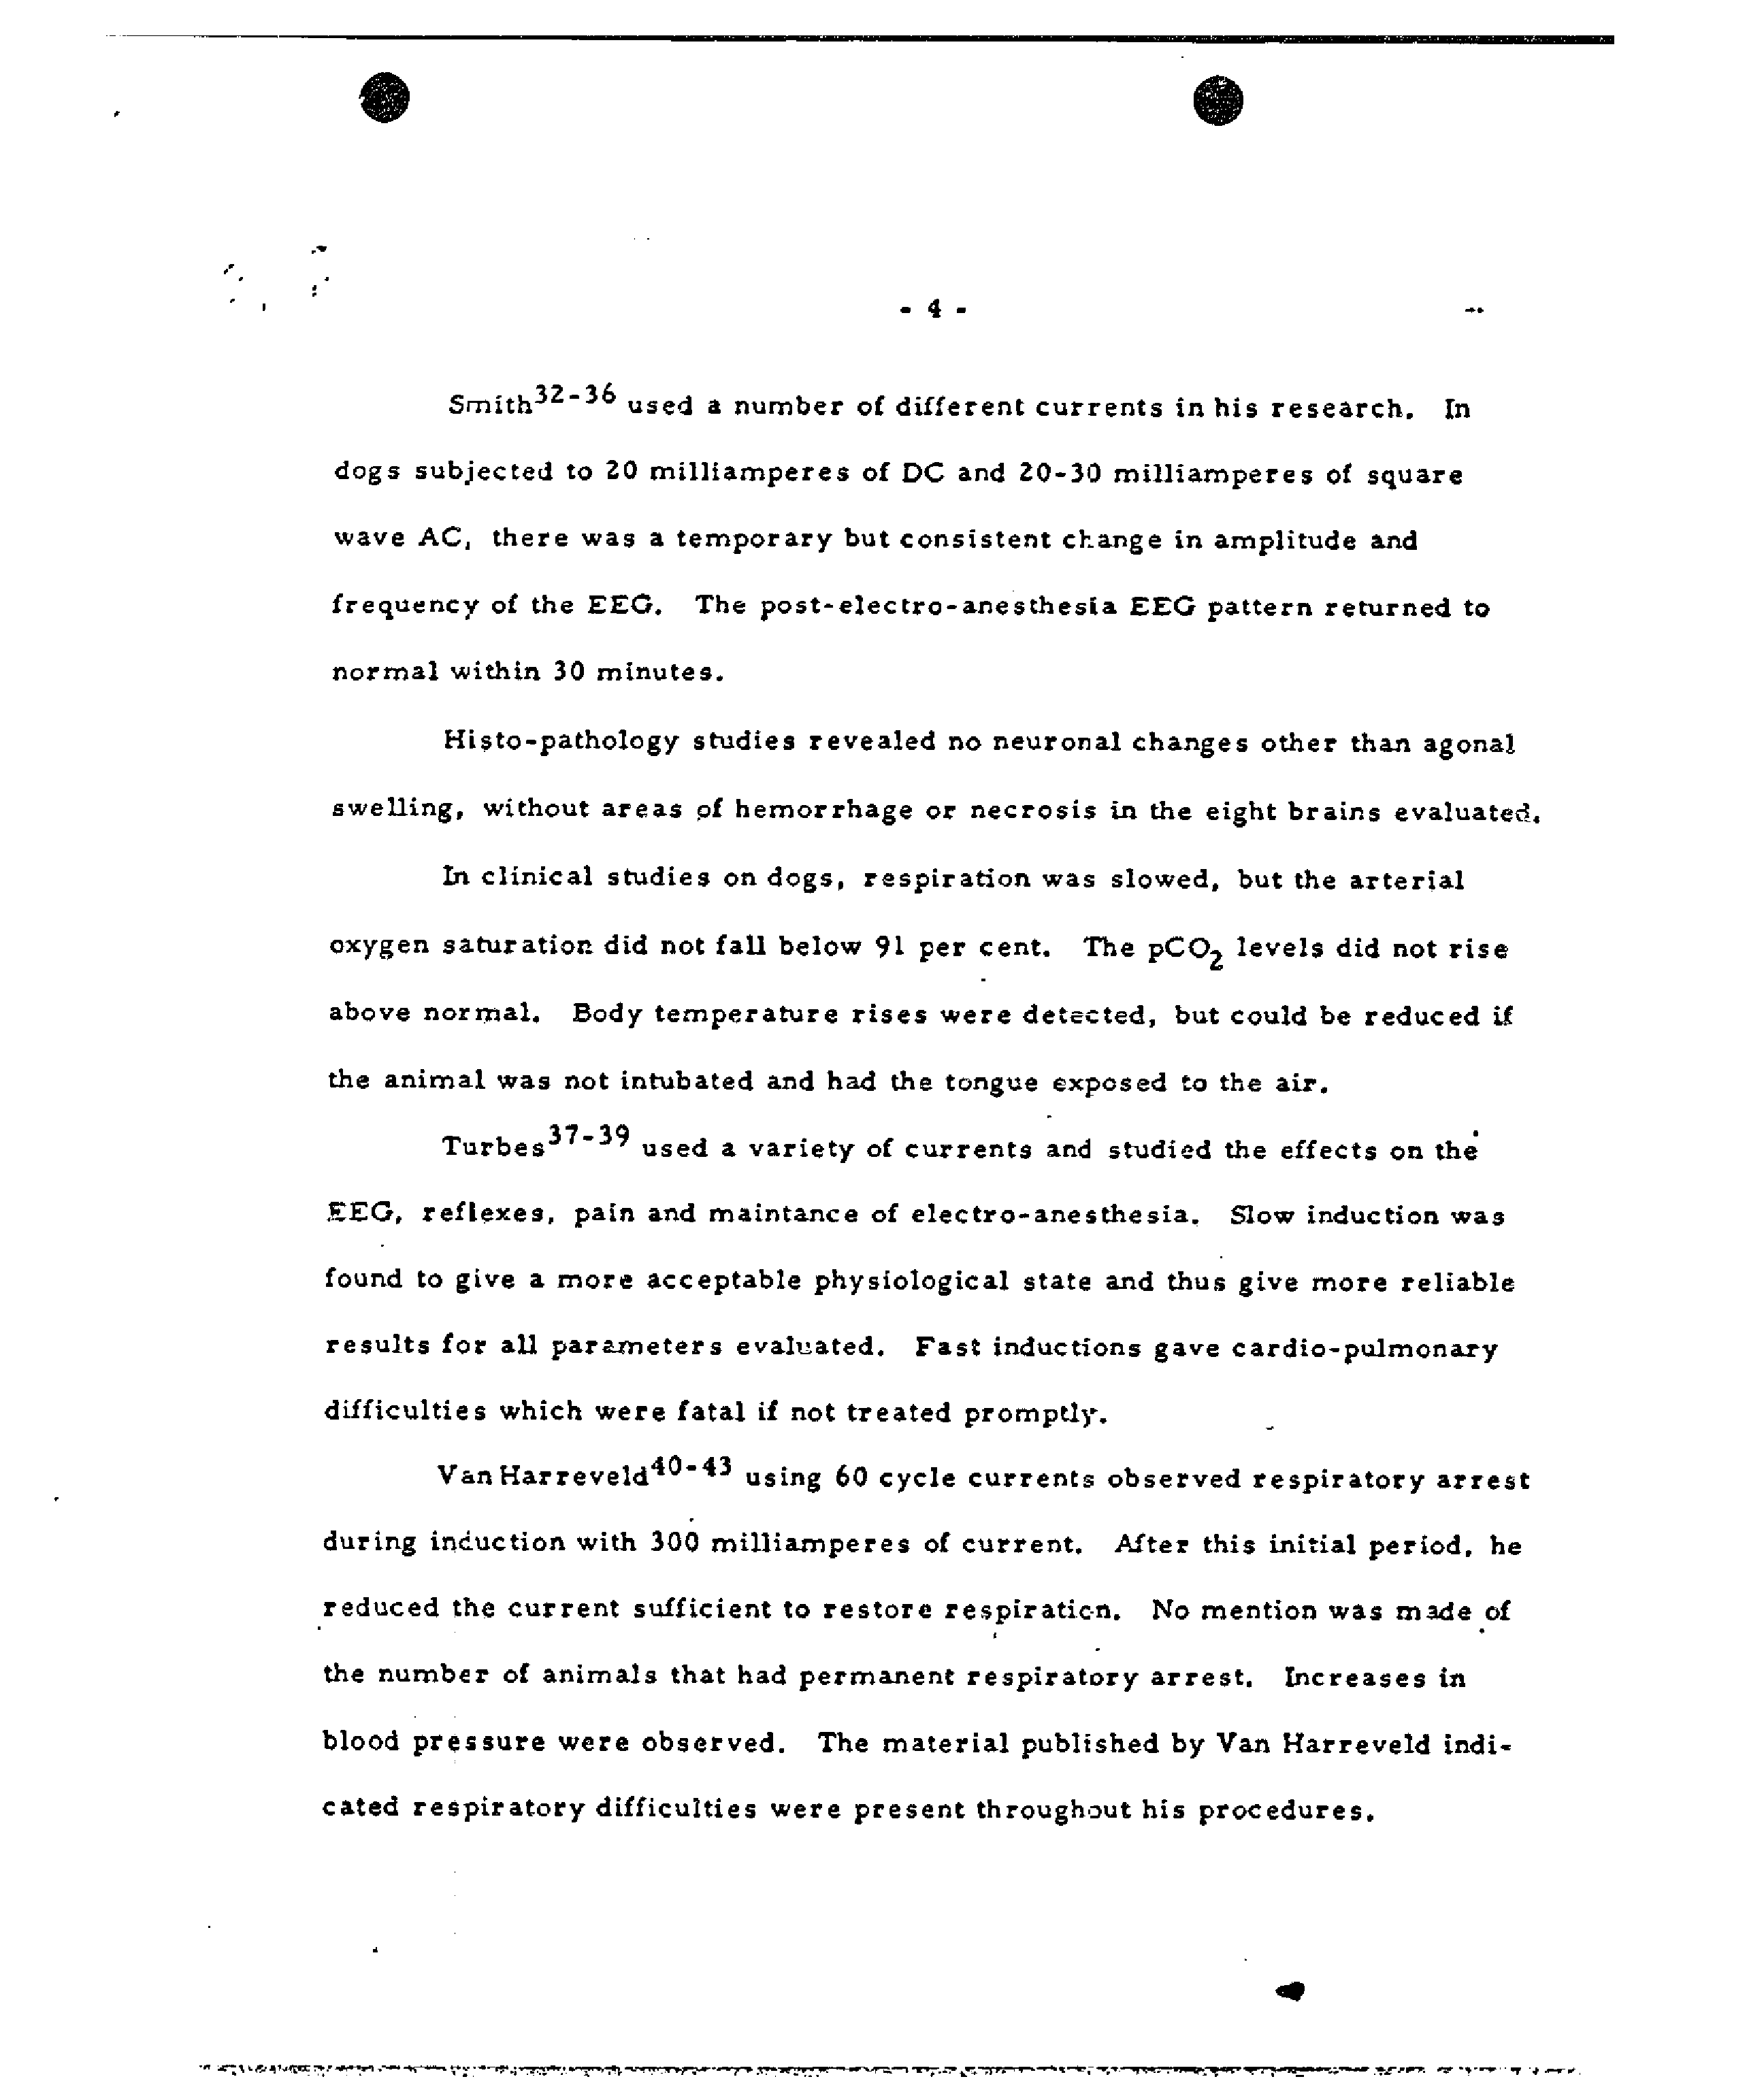 - 4 -
Smith32-36 used a number of different currents in his research. In
dogs subjected to 20 milliamperes of DC and 20-30 milliamperes of square
wave AC, there was a temporary but consistent change in amplitude and
frequency of the EEG. The post-electro-anesthesia EEG pattern returned to
normal within 30 minutes.
Histo-pathology studies revealed no neuronal changes other than agonal
swelling, without areas of hemorrhage or necrosis in the eight brains evaluated.
In clinical studies on dogs, respiration was slowed, but the arterial
oxygen saturation did not fall below 91 per cent. The pCO2 levels did not rise
above normal. Body temperature rises were detected, but could be reduced if
the animal was not intubated and had the tongue exposed to the air.
Turbes37-39 used a variety of currents and studied the effects on the
EEG, reflexes, pain and maintance of electro-anesthesia. Slow induction was
found to give a more acceptable physiological state and thus give more reliable
results for all parameters evaluated. Fast inductions gave cardio-pulmonary
difficulties which were fatal if not treated promptly.
Van Harreveld40-43 using 60 cycle currents observed respiratory arrest
during induction with 300 milliamperes of current. After this initial period, he
reduced the current sufficient to restore respiration. No mention was made of
the number of animals that had permanent respiratory arrest. Increases in
blood pressure were observed. The material published by Van Harreveld indi-
cated respiratory difficulties were present throughout his procedures.